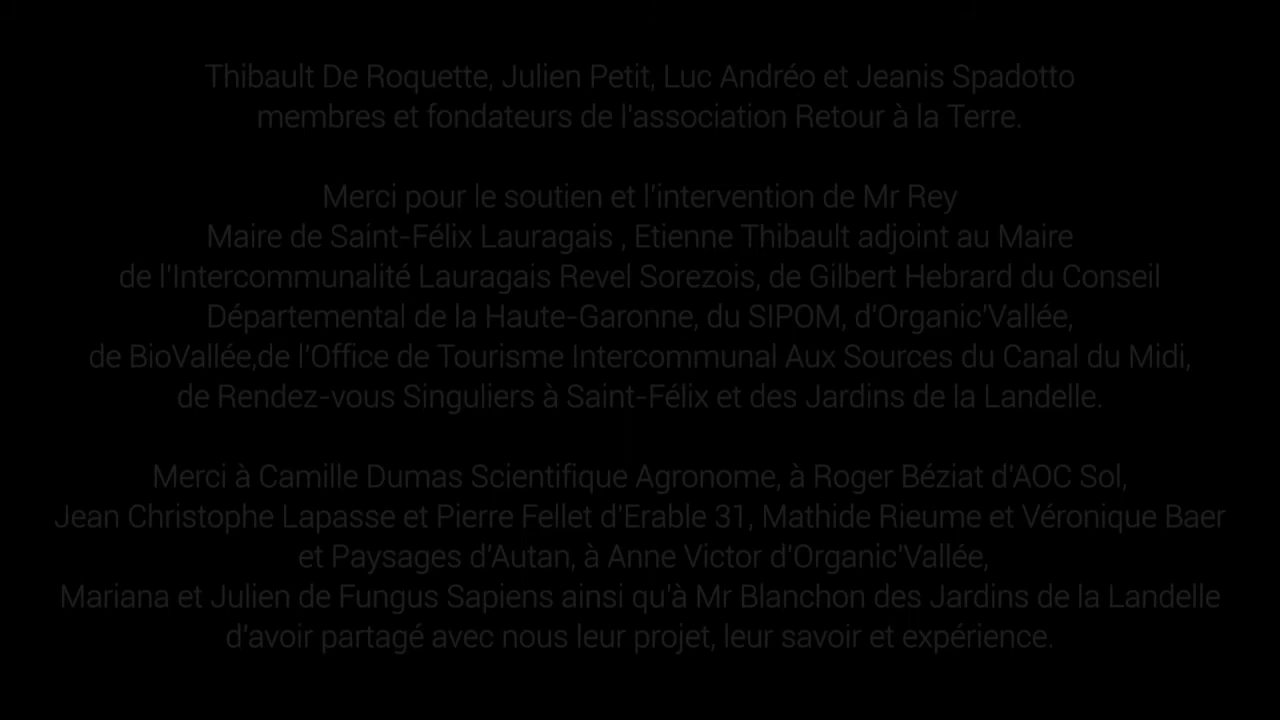 Thibault De Roquette, Julien Petit, Luc Andréo et Jeanis Spadotto
membres et fondateurs de l'association Retour à la Terre.
Merci pour le soutien et l'intervention de Mr Rey
Maire de Saint-Félix Lauragais , Etienne Thibault adjoint au Maire
de l'Intercommunalité Lauragais Revel Sorezois, de Gilbert Hebrard du Conseil
Départemental de la Haute-Garonne, du SIPOM, d'Organic'Vallée,
de BioVallée,de l'Office de Tourisme Intercommunal Aux Sources du Canal du Midi,
de Rendez-vous Singuliers à Saint-Félix et des Jardins de la Landelle.
Merci à Camille Dumas Scientifique Agronome, à Roger Béziat d'AOC Sol,
Jean Christophe Lapasse et Pierre Fellet d'Erable 31, Mathide Rieume et Véronique Baer
et Paysages d'Autan, à Anne Victor d'Organic'Vallée,
Mariana et Julien de Fungus Sapiens ainsi qu'à Mr Blanchon des Jardins de la Landelle
d'avoir partagé avec nous leur projet, leur savoir et expérience.